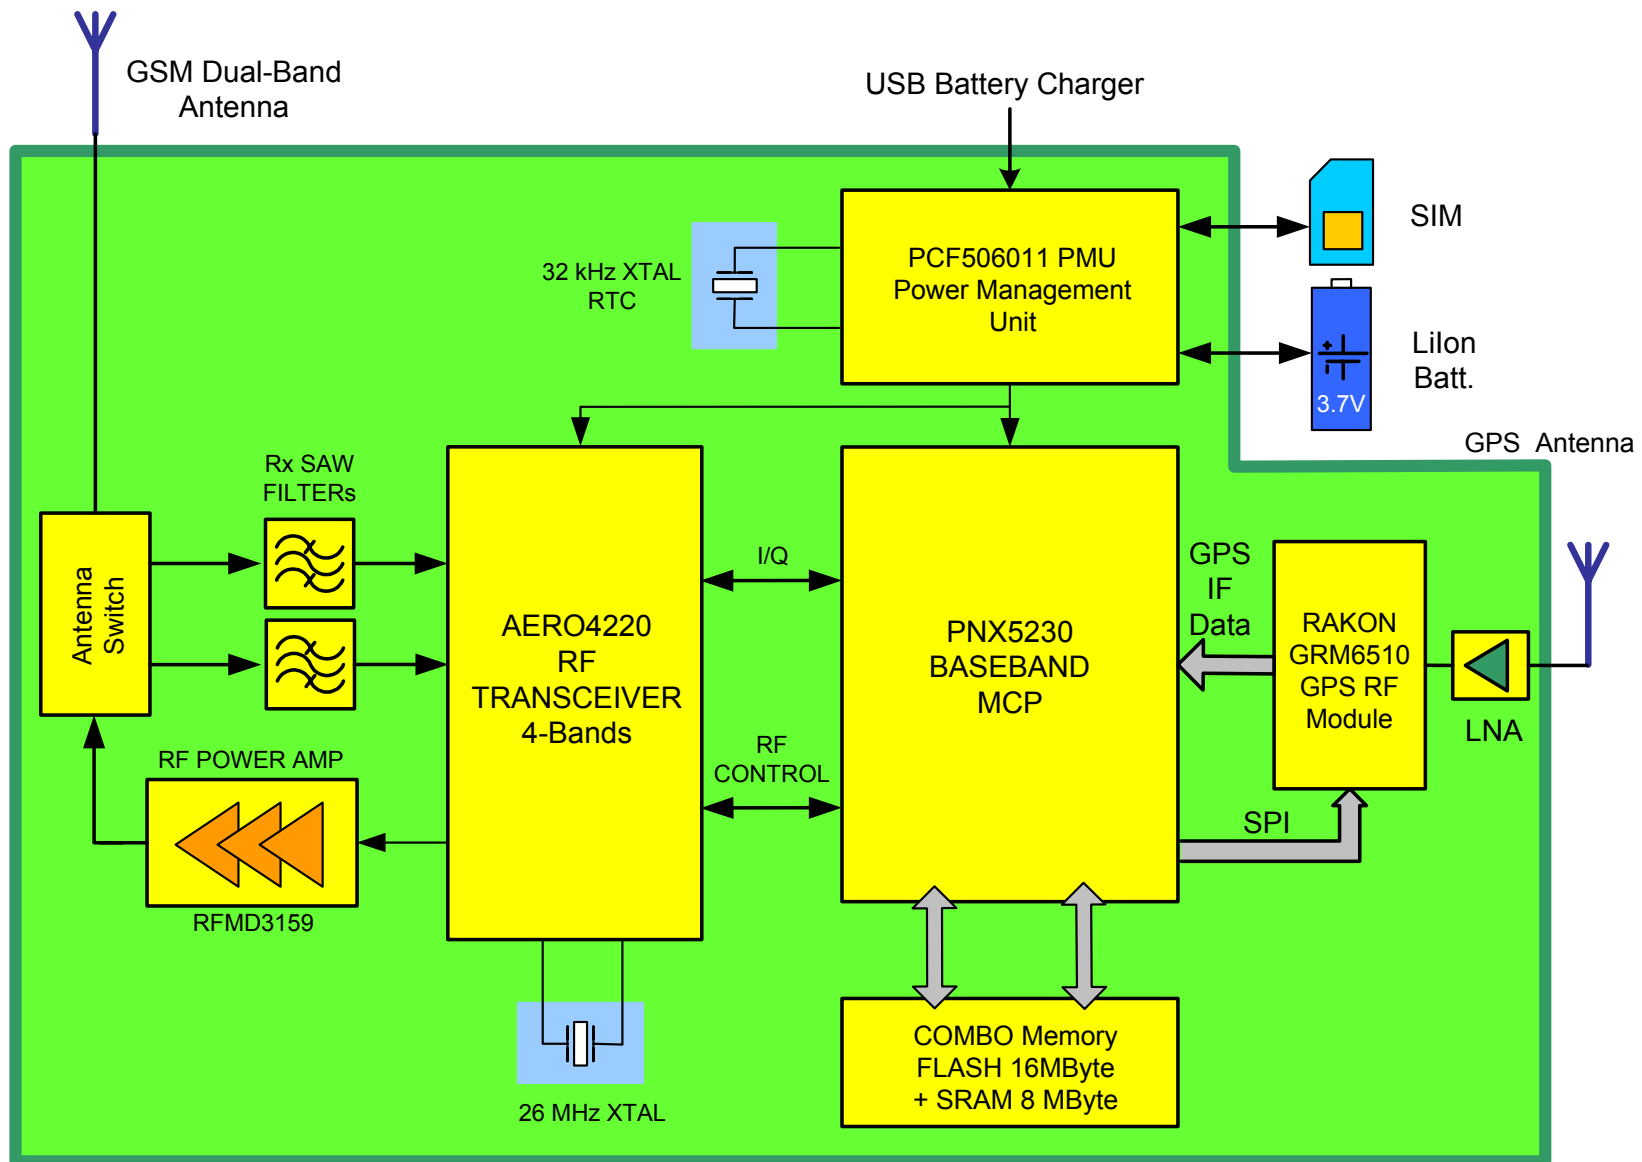 GSM Dual-Band
Antenna
USB Battery Charger
SIM
32 kHz XTAL
RTC
PCF506011 PMU
Power Management
Unit
LiIon
Batt.
3.7V
GPS Antenna
Rx SAW
FILTERs
Antenna
Switch
I/Q
AERO4220
RF
TRANSCEIVER
4-Bands
PNX5230
BASEBAND
MCP
GPS
IF
Data
RAKON
GRM6510
GPS RF
Module
LNA
RF POWER AMP
RF
CONTROL
SPI
RFMD3159
COMBO Memory
FLASH 16MByte
+ SRAM 8 MByte
26 MHz XTAL